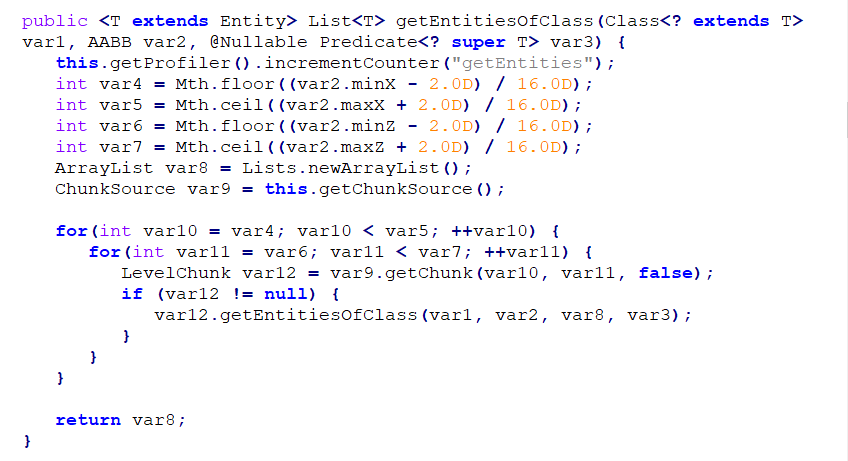 public <T extends Entity> List<T> getEntitiesOfClass(Class<? extends T>
var1, AABB var2, @Nullable Predicate<? super T> var3) {
   this.getProfiler().incrementCounter("getEntities");
   int var4 = Mth.floor((var2.minX - 2.0D) / 16.0D);
   int var5 = Mth.ceil((var2.maxX + 2.0D) / 16.0D);
   int var6 = Mth.floor((var2.minZ - 2.0D) / 16.0D);
   int var7 = Mth.ceil((var2.maxZ + 2.0D) / 16.0D);
   ArrayList var8 = Lists.newArrayList();
   ChunkSource var9 = this.getChunkSource();

   for(int var10 = var4; var10 < var5; ++var10) {
      for(int var11 = var6; var11 < var7; ++var11) {
         LevelChunk var12 = var9.getChunk(var10, var11, false);
         if (var12 != null) {
            var12.getEntitiesOfClass(var1, var2, var8, var3);
         }
      }
   }

   return var8;
}